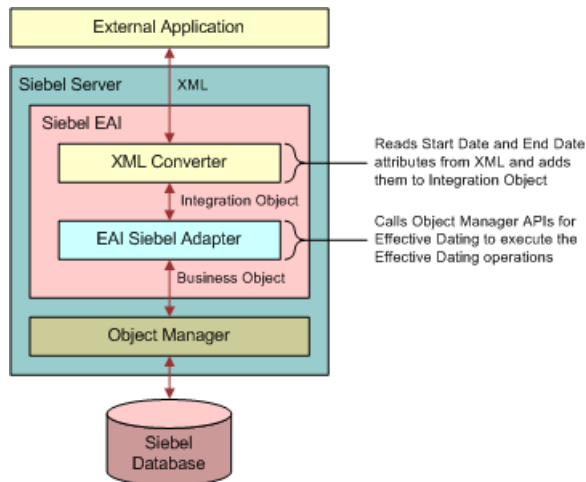 External Application
Siebel Server
XML
Siebel EAI
XML Converter
Reads Start Date and End Date
attributes from XML and adds
them to Integration Object
Integration Object
EAI Siebel Adapter
Calls Object Manager APIs for
Effective Dating to execute the
Effective Dating operations
Business Object
Object Manager
Siebel
Database